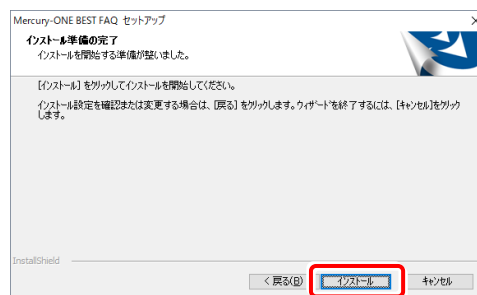 Mercury-ONE BEST FAQ セットアップ
インストール準備の完了
インストールを開始する準備が整いました。
[インストール] をクリックしてインストールを開始してください。
インストール設定を確認または変更する場合は、[戻る] をクリックします。ウィザードを終了するには、[キャンセル]をクリック
します。
InstallShield
< 戻る(B)
インストール
キャンセル